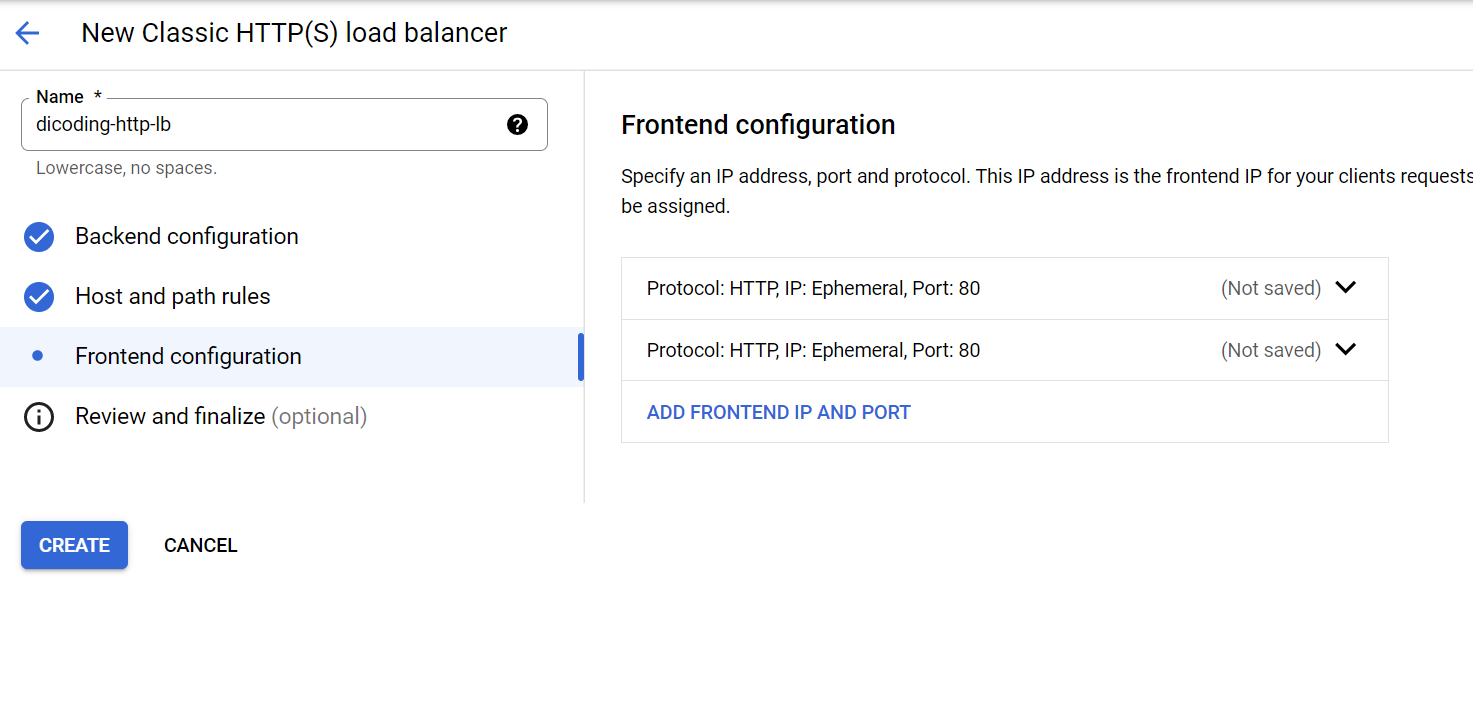 New Classic HTTP(S) load balancer
Name *
dicoding-http-lb
Lowercase, no spaces.
Backend configuration
Host and path rules
Frontend configuration
Review and finalize (optional)
CREATE CANCEL
Frontend configuration
Specify an IP address, port and protocol. This IP address is the frontend IP for your clients requests
be assigned.
Protocol: HTTP, IP: Ephemeral, Port: 80 (Not saved)
Protocol: HTTP, IP: Ephemeral, Port: 80 (Not saved)
ADD FRONTEND IP AND PORT